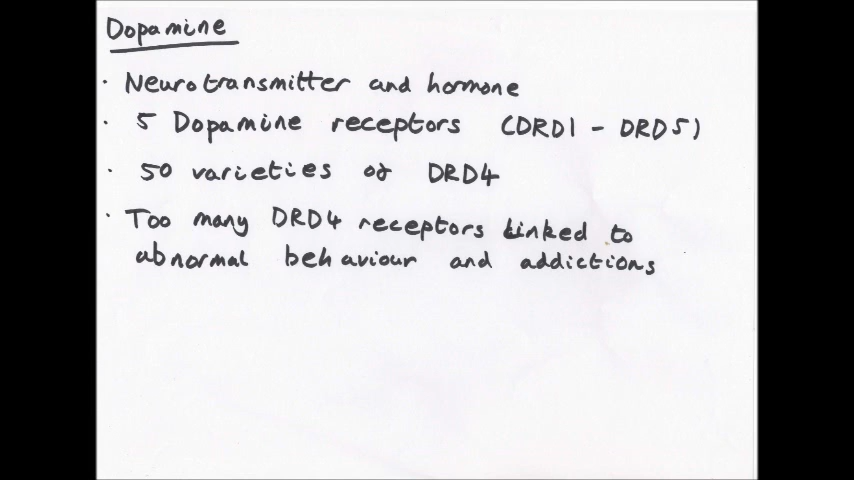 Dopamine
· Neurotransmitter and hormone
· 5 Dopamine receptors (DRD1 - DRD5)
· 50 varieties of DRD4
· Too many DRD4 receptors linked to
abnormal behaviour and addictions